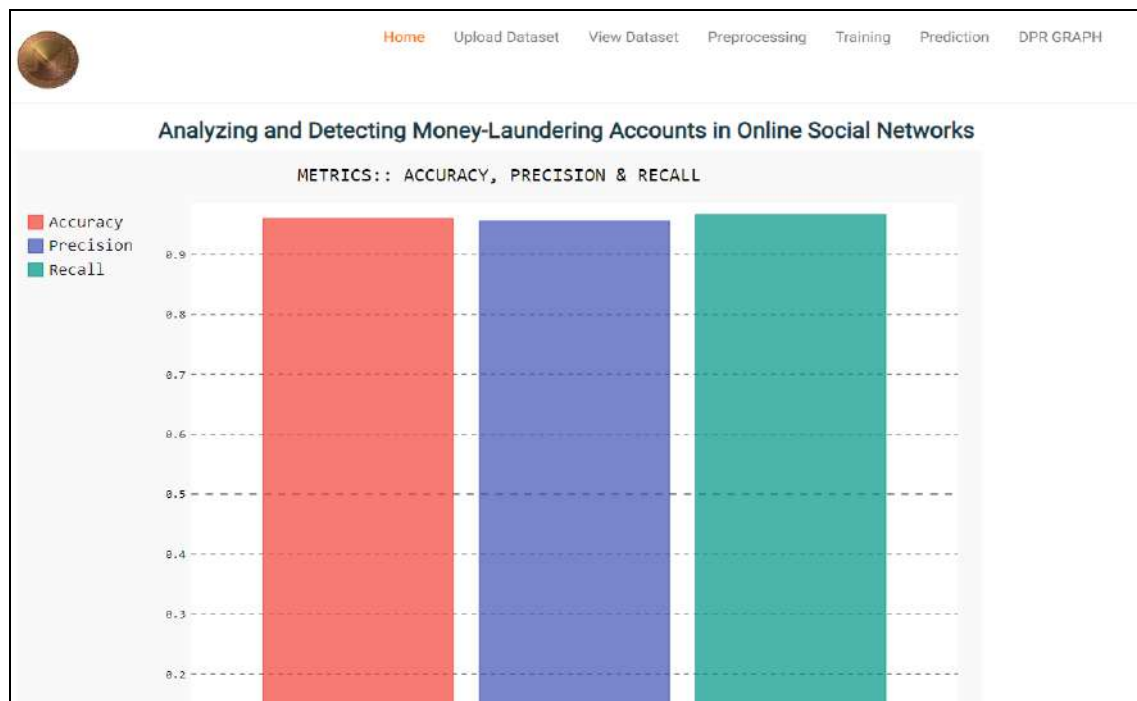 Home Upload Dataset View Dataset Preprocessing Training Prediction DPR GRAPH
Analyzing and Detecting Money-Laundering Accounts in Online Social Networks
METRICS:: ACCURACY, PRECISION & RECALL
Accuracy
Precision
Recall
0.9
0.8
0.7
0.6
0.5
0.4
0.3
0.2